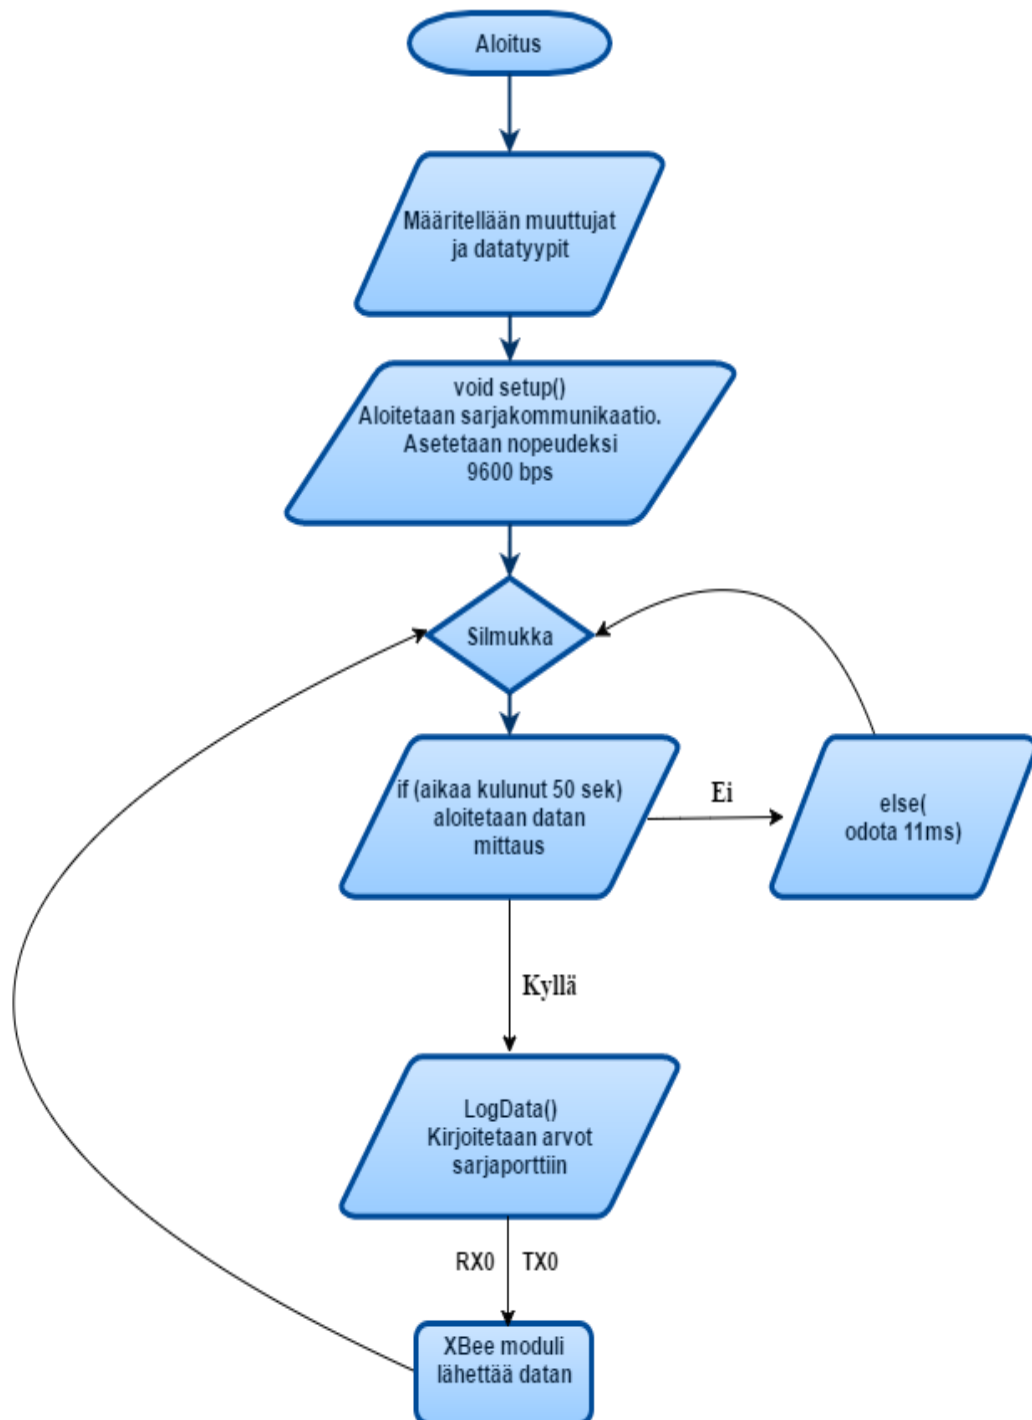 Aloitus
Määritellään muuttujat
ja datatyypit
void setup()
Aloitetaan sarjakommunikaatio.
Asetetaan nopeudeksi
9600 bps
Silmukka
if (aikaa kulunut 50 sek)
aloitetaan datan
mittaus
Ei
else(
odota 11ms)
Kyllä
LogData()
Kirjoitetaan arvot
sarjaporttiin
RX0 TX0
XBee moduli
lähettää datan